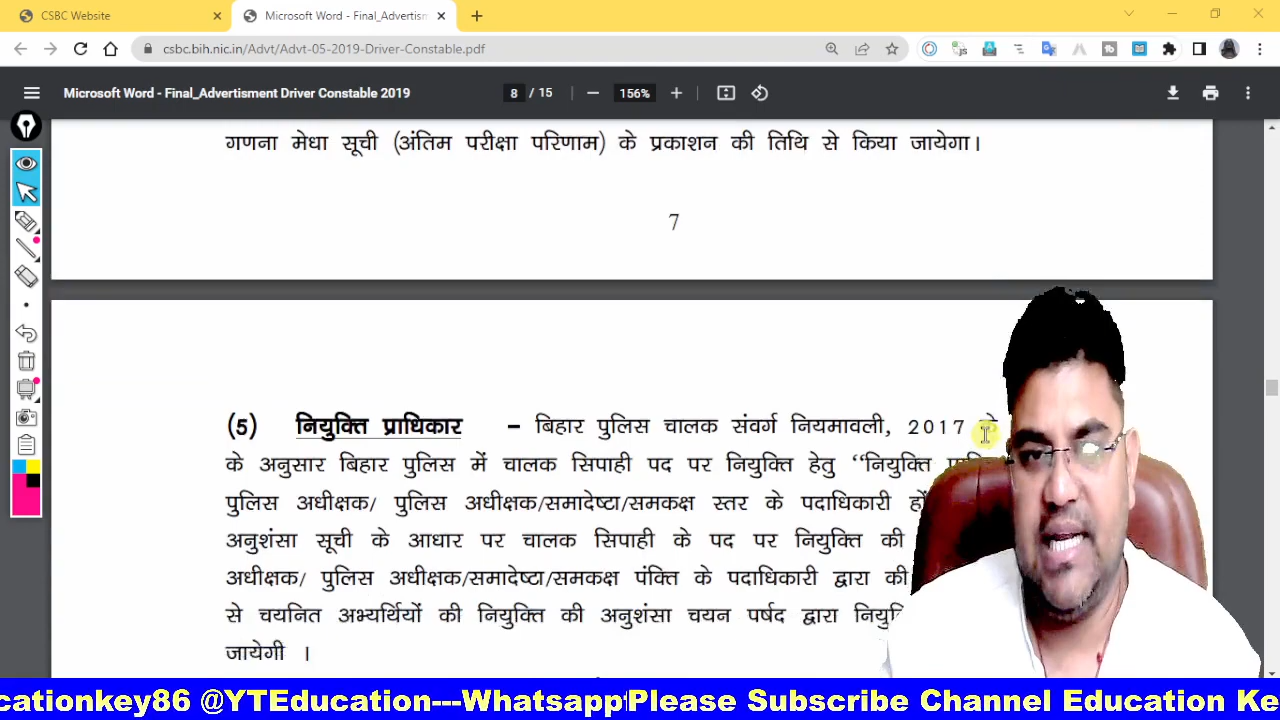 CSBC Website
Microsoft Word - Final_Advertism
csbc.bih.nic.in/Advt/Advt-05-2019-Driver-Constable.pdf
Microsoft Word - Final_Advertisment Driver Constable 2019
8 / 15
156%
गणना मेधा सूची (अंतिम परीक्षा परिणाम) के प्रकाशन की तिथि से किया जायेगा।
7
(5) नियुक्ति प्राधिकार – बिहार पुलिस चालक संवर्ग नियमावली, 2017
के अनुसार बिहार पुलिस में चालक सिपाही पद पर नियुक्ति हेतु ‘‘नियुक्ति
पुलिस अधीक्षक/ पुलिस अधीक्षक/समादेष्टा/समकक्ष स्तर के पदाधिकारी
अनुशंसा सूची के आधार पर चालक सिपाही के पद पर नियुक्ति की
अधीक्षक/ पुलिस अधीक्षक/समादेष्टा/समकक्ष पंक्ति के पदाधिकारी द्वारा की
से चयनित अभ्यर्थियों की नियुक्ति की अनुशंसा चयन पर्षद द्वारा
जायेगी ।
cationkey86 @YTEducation---Whatsapp Please Subscribe Channel Education Ke